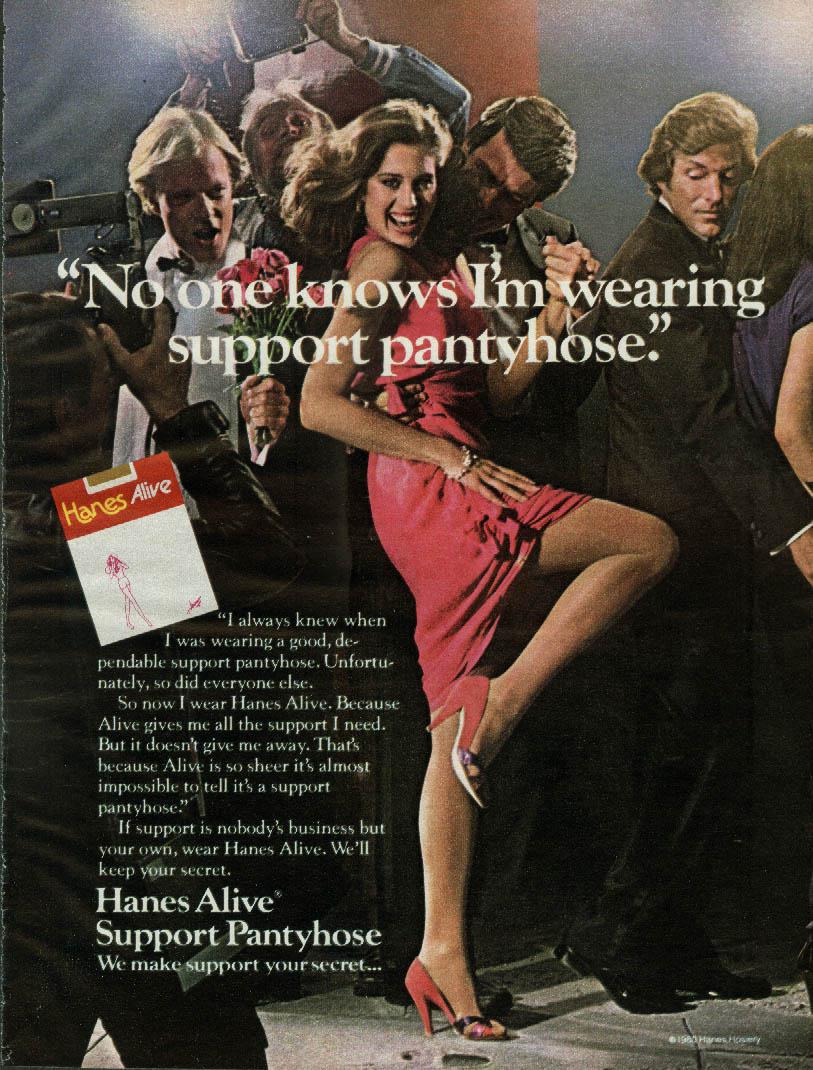 “No one knows I’m wearing
support pantyhose.”
Hanes Alive
“I always knew when
I was wearing a good, de-
pendable support pantyhose. Unfortu-
nately, so did everyone else.
So now I wear Hanes Alive. Because
Alive gives me all the support I need.
But it doesn’t give me away. That’s
because Alive is so sheer it’s almost
impossible to tell it’s a support
pantyhose.”
If support is nobody’s business but
your own, wear Hanes Alive. We’ll
keep your secret.
Hanes Alive®
Support Pantyhose
We make support your secret...
© Hanes Hosiery